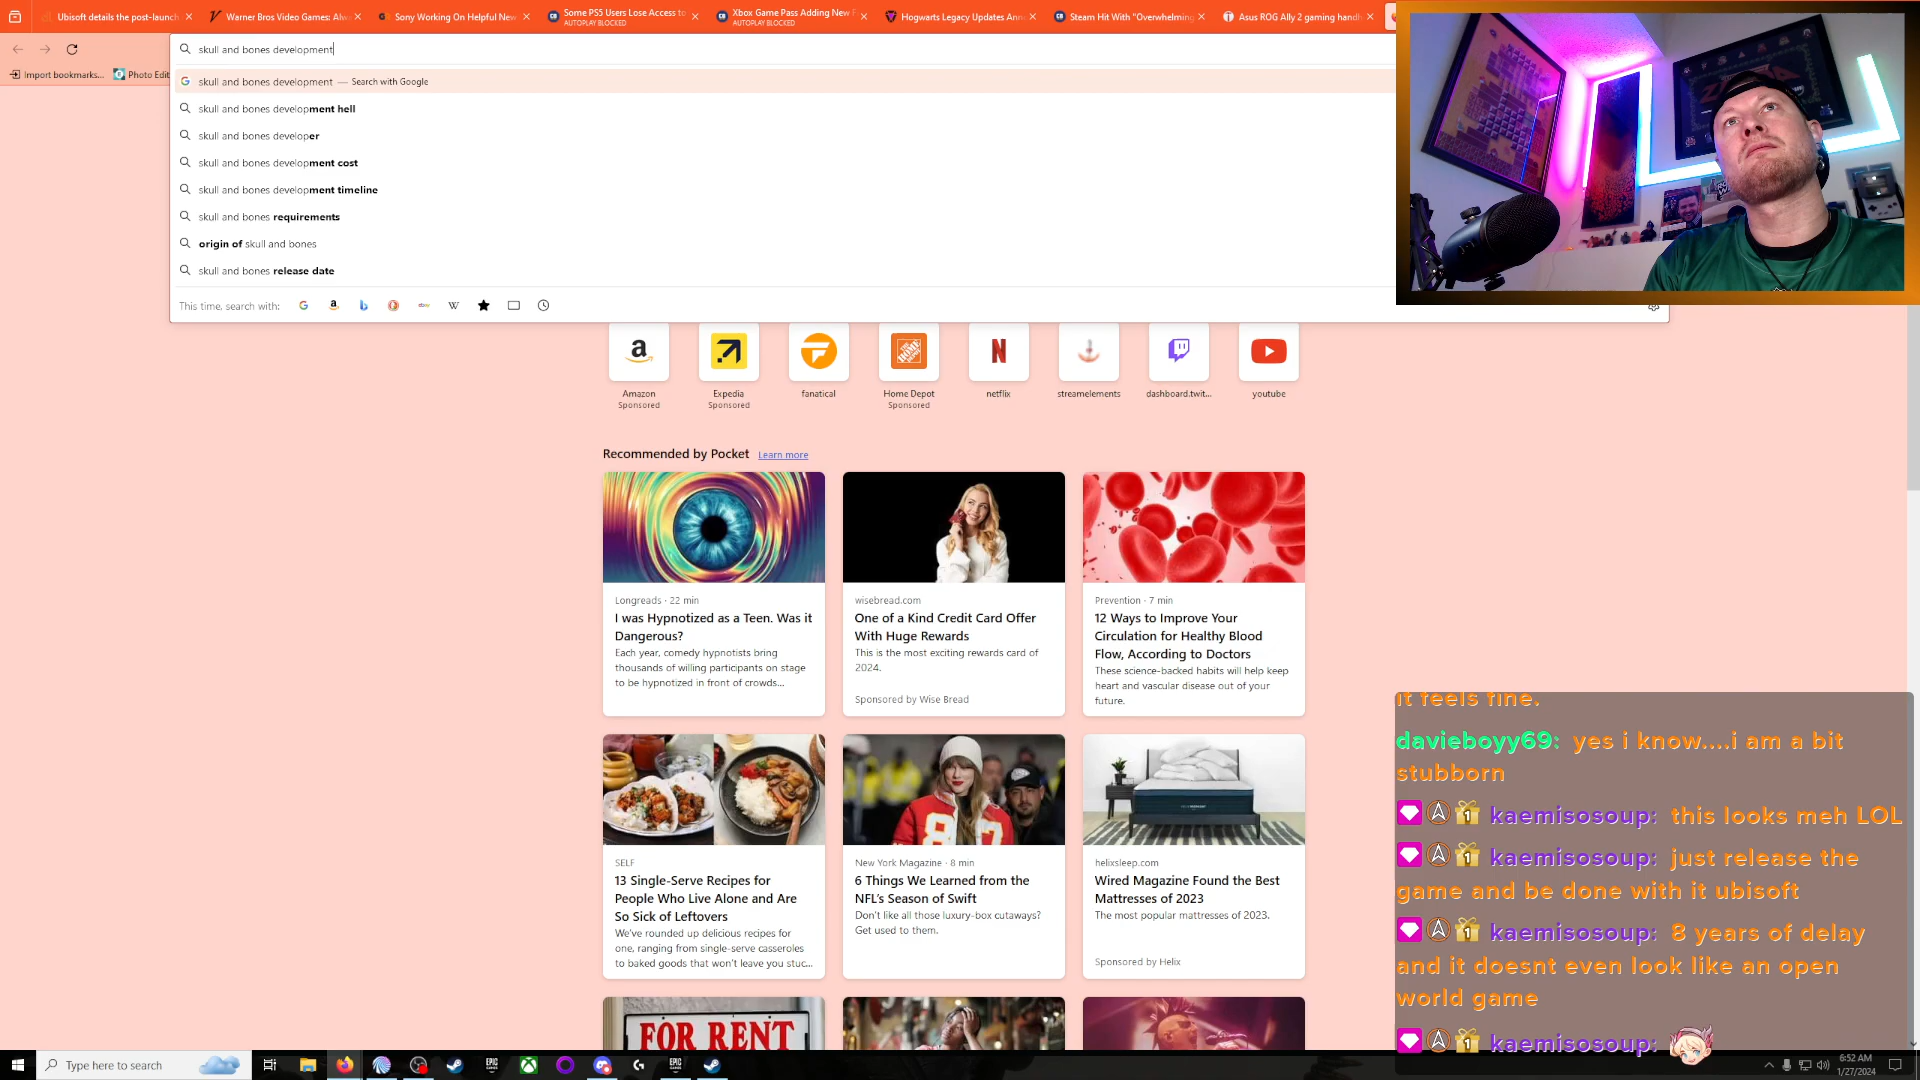 Ubisoft details the post-launch
Warner Bros Video Games: Alw
Sony Working On Helpful New
Some PS5 Users Lose Access to
AUTOPLAY BLOCKED
Xbox Game Pass Adding New F
AUTOPLAY BLOCKED
Hogwarts Legacy Updates Ann
Steam Hit With "Overwhelming
Asus ROG Ally 2 gaming handh
skull and bones development
Import bookmarks...
Photo Edit
skull and bones development — Search with Google
skull and bones development hell
skull and bones developer
skull and bones development cost
skull and bones development timeline
skull and bones requirements
origin of skull and bones
skull and bones release date
This time, search with:
Amazon
Sponsored
Expedia
Sponsored
fanatical
Home Depot
Sponsored
netflix
streamelements
dashboard.twit...
youtube
Recommended by Pocket Learn more
Longreads · 22 min
I was Hypnotized as a Teen. Was it
Dangerous?
Each year, comedy hypnotists bring
thousands of willing participants on stage
to be hypnotized in front of crowds...
wisebread.com
One of a Kind Credit Card Offer
With Huge Rewards
This is the most exciting rewards card of
2024.
Sponsored by Wise Bread
Prevention · 7 min
12 Ways to Improve Your
Circulation for Healthy Blood
Flow, According to Doctors
These science-backed habits will help keep
heart and vascular disease out of your
future.
SELF
13 Single-Serve Recipes for
People Who Live Alone and Are
So Sick of Leftovers
We've rounded up delicious recipes for
one, ranging from single-serve casseroles
to baked goods that won't leave you stuc...
New York Magazine · 8 min
6 Things We Learned from the
NFL's Season of Swift
Don't like all those luxury-box cutaways?
Get used to them.
helixsleep.com
Wired Magazine Found the Best
Mattresses of 2023
The most popular mattresses of 2023.
Sponsored by Helix
FOR RENT
it feels fine.
davieboyy69: yes i know....i am a bit
stubborn
kaemisosoup: this looks meh LOL
kaemisosoup: just release the
game and be done with it ubisoft
kaemisosoup: 8 years of delay
and it doesnt even look like an open
world game
kaemisosoup:
Type here to search
6:52 AM
1/27/2024